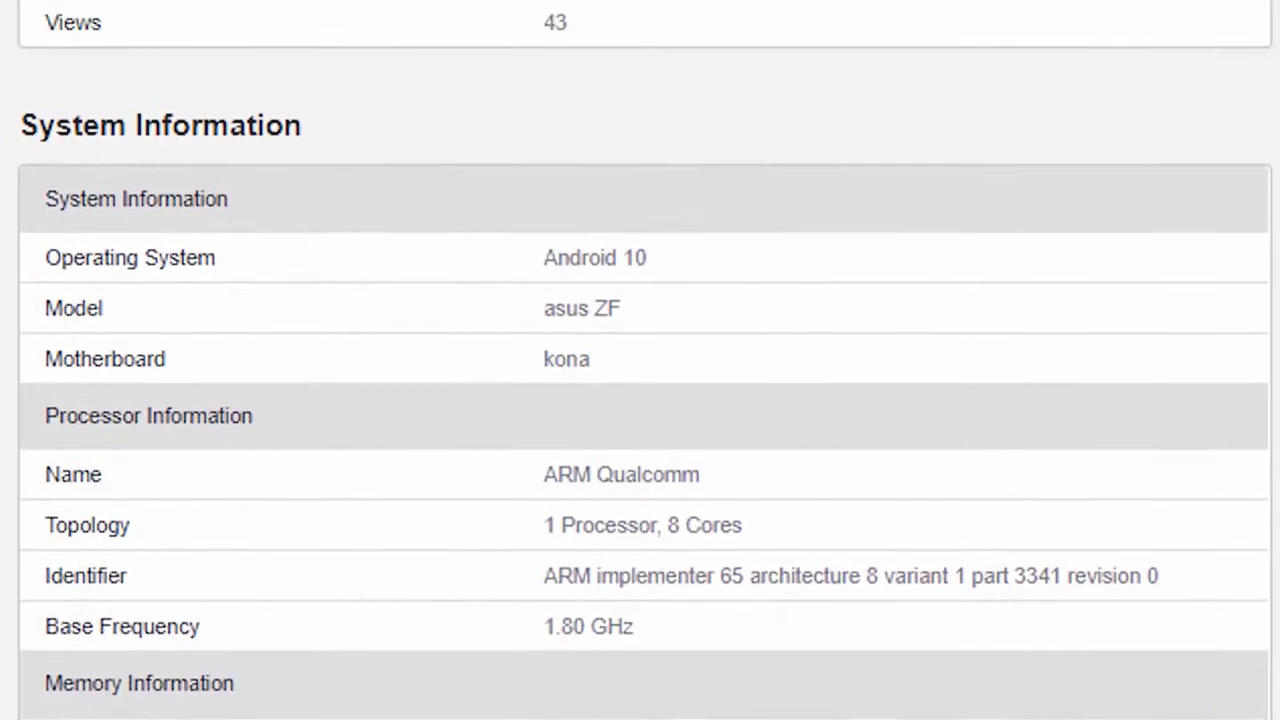 Views 43
System Information
System Information
Operating System Android 10
Model asus ZF
Motherboard kona
Processor Information
Name ARM Qualcomm
Topology 1 Processor, 8 Cores
Identifier ARM implementer 65 architecture 8 variant 1 part 3341 revision 0
Base Frequency 1.80 GHz
Memory Information